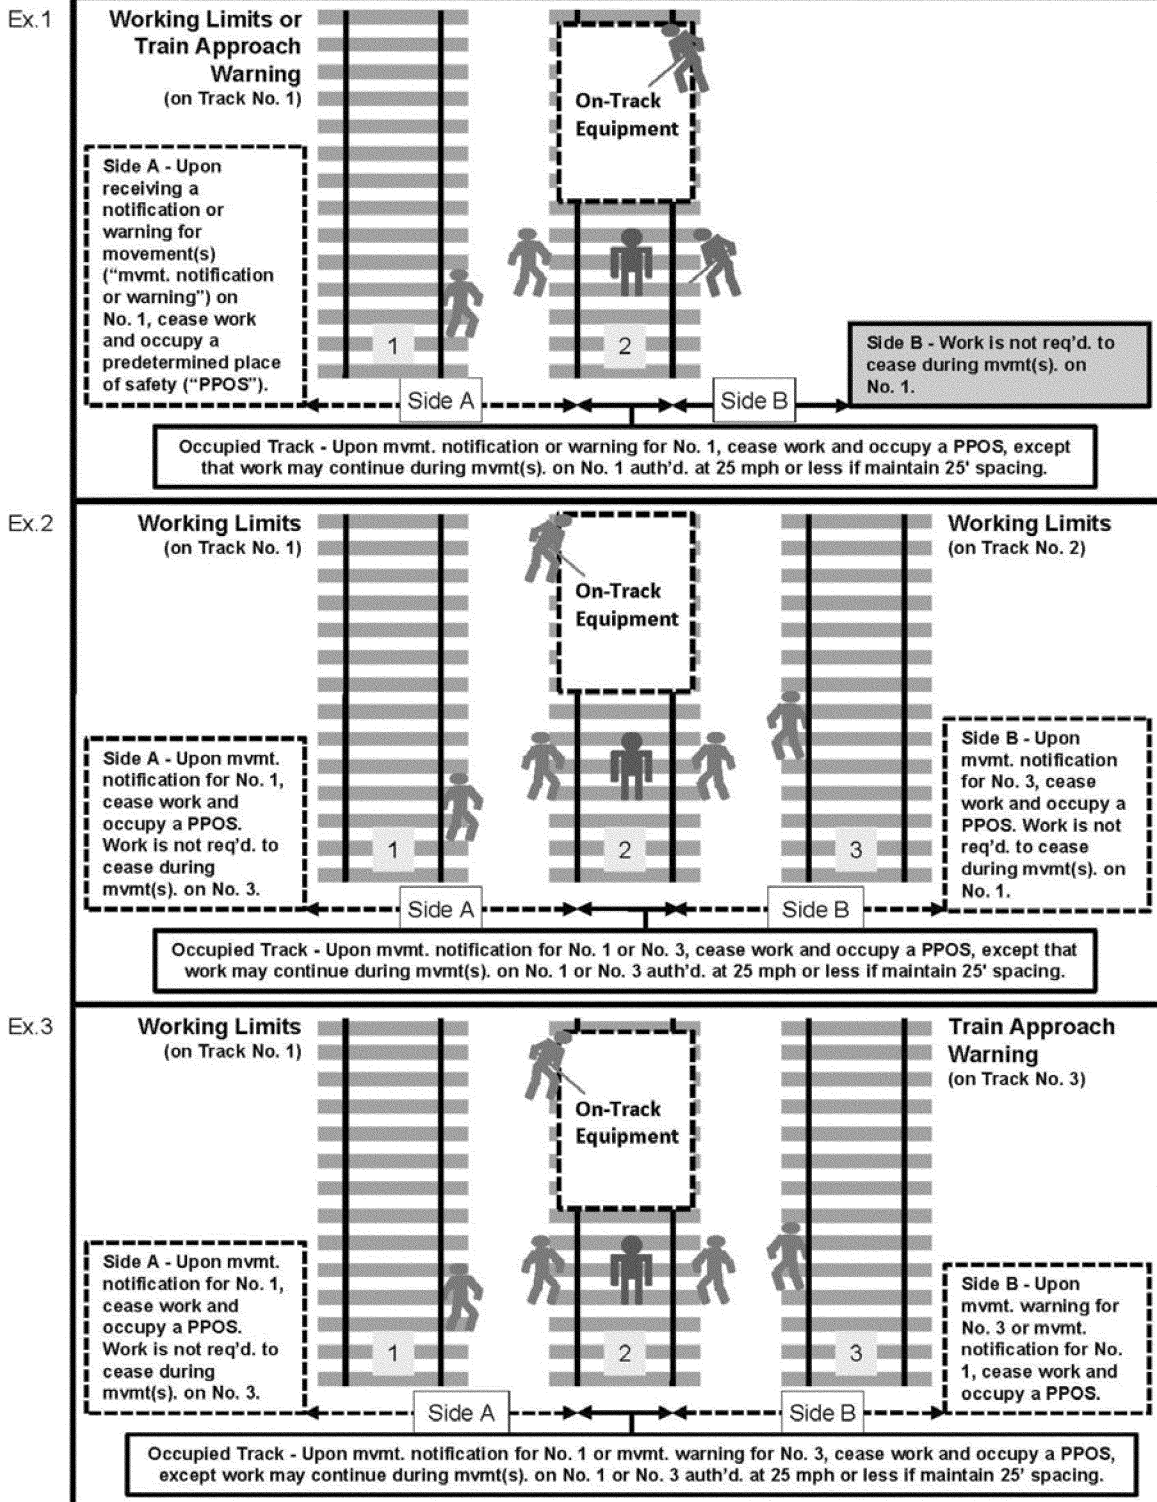 Ex.1
Working Limits or
Train Approach
Warning
(on Track No. 1)
On-Track
Equipment
Side A - Upon
receiving a
notification or
warning for
movement(s)
(“mvmt. notification
or warning”) on
No. 1, cease work
and occupy a
predetermined place
of safety (“PPOS”).
1
2
Side B - Work is not req’d. to
cease during mvmt(s). on
No. 1.
Side A
Side B
Occupied Track - Upon mvmt. notification or warning for No. 1, cease work and occupy a PPOS, except
that work may continue during mvmt(s). on No. 1 auth’d. at 25 mph or less if maintain 25' spacing.
Ex.2
Working Limits
(on Track No. 1)
On-Track
Equipment
Working Limits
(on Track No. 2)
Side A - Upon mvmt.
notification for No. 1,
cease work and
occupy a PPOS.
Work is not req’d. to
cease during
mvmt(s). on No. 3.
1
2
3
Side B - Upon
mvmt. notification
for No. 3, cease
work and occupy a
PPOS. Work is not
req’d. to cease
during mvmt(s). on
No. 1.
Side A
Side B
Occupied Track - Upon mvmt. notification for No. 1 or No. 3, cease work and occupy a PPOS, except that
work may continue during mvmt(s). on No. 1 or No. 3 auth’d. at 25 mph or less if maintain 25' spacing.
Ex.3
Working Limits
(on Track No. 1)
On-Track
Equipment
Train Approach
Warning
(on Track No. 3)
Side A - Upon mvmt.
notification for No. 1,
cease work and
occupy a PPOS.
Work is not req’d. to
cease during
mvmt(s). on No. 3.
1
2
3
Side B - Upon
mvmt. warning for
No. 3 or mvmt.
notification for No.
1, cease work and
occupy a PPOS.
Side A
Side B
Occupied Track - Upon mvmt. notification for No. 1 or mvmt. warning for No. 3, cease work and occupy a PPOS,
except work may continue during mvmt(s). on No. 1 or No. 3 auth’d. at 25 mph or less if maintain 25’ spacing.